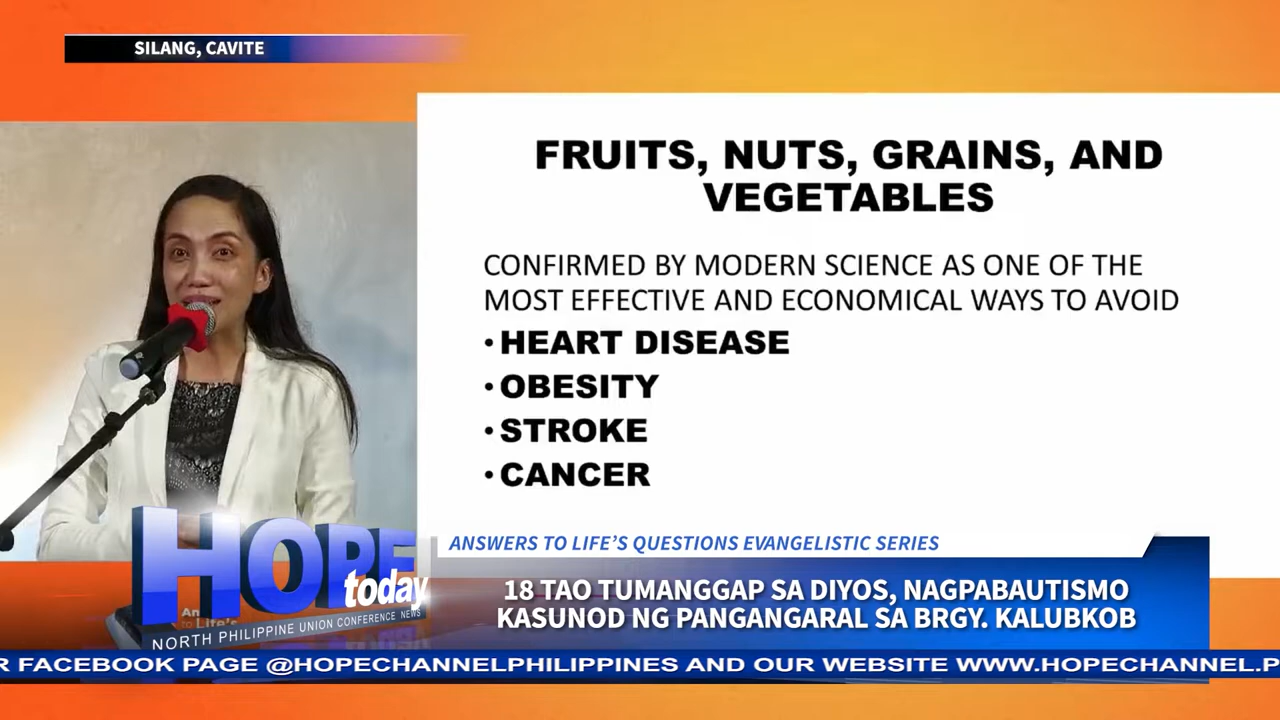 SILANG, CAVITE
FRUITS, NUTS, GRAINS, AND
VEGETABLES
CONFIRMED BY MODERN SCIENCE AS ONE OF THE
MOST EFFECTIVE AND ECONOMICAL WAYS TO AVOID
•HEART DISEASE
•OBESITY
•STROKE
•CANCER
HOPE
today
An
to Life's
NORTH PHILIPPINE UNION CONFERENCE NEWS
ANSWERS TO LIFE'S QUESTIONS EVANGELISTIC SERIES
18 TAO TUMANGGAP SA DIYOS, NAGPABAUTISMO
KASUNOD NG PANGANGARAL SA BRGY. KALUBKOB
R FACEBOOK PAGE @HOPECHANNELPHILIPPINES AND OUR WEBSITE WWW.HOPECHANNEL.P